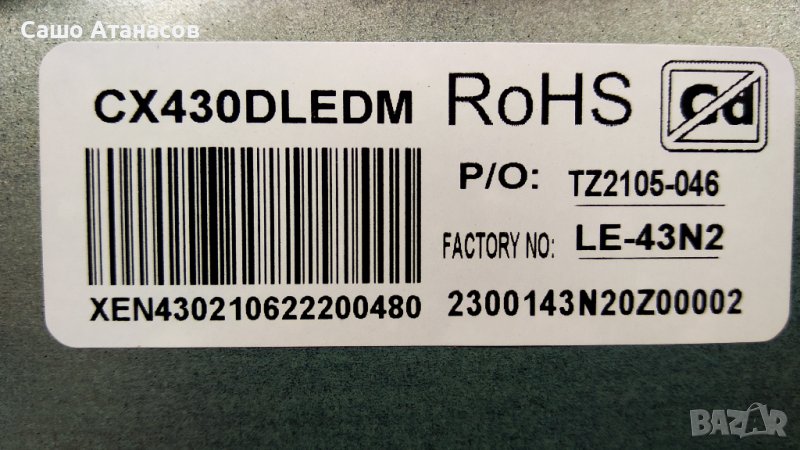 Сашо Атанасов
CX430DLEDM
RoHS
Cd
P/O: TZ2105-046
FACTORY NO: LE-43N2
XEN430210622200480
2300143N20Z00002
BAZAR